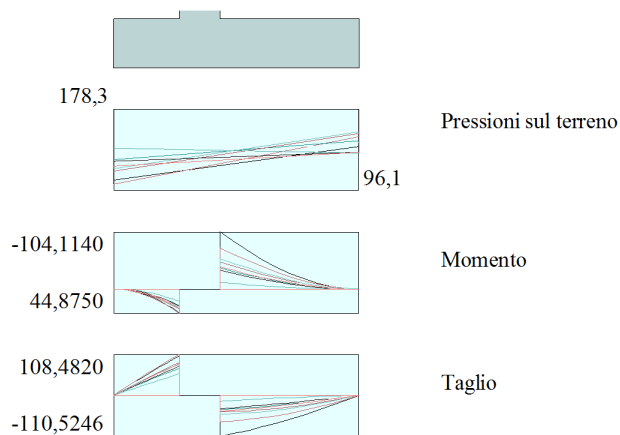 178,3
Pressioni sul terreno
96,1
-104,1140
Momento
44,8750
108,4820
Taglio
-110,5246